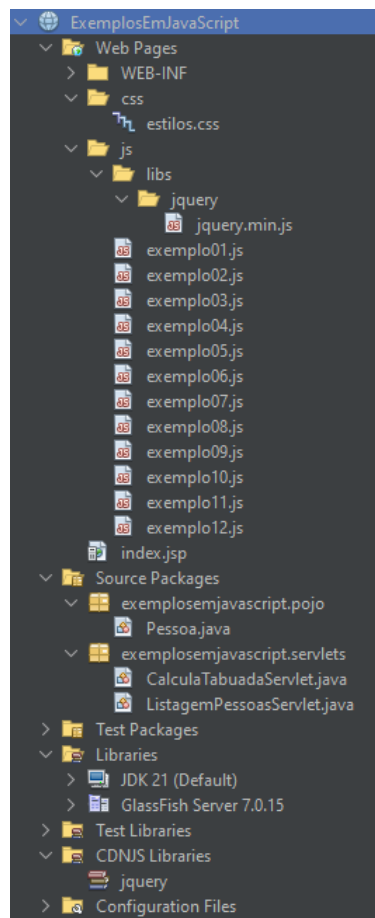 ExemplosEmJavaScript
Web Pages
WEB-INF
css
estilos.css
js
libs
jquery
jquery.min.js
exemplo01.js
exemplo02.js
exemplo03.js
exemplo04.js
exemplo05.js
exemplo06.js
exemplo07.js
exemplo08.js
exemplo09.js
exemplo10.js
exemplo11.js
exemplo12.js
index.jsp
Source Packages
exemplosemjavascript.pojo
Pessoa.java
exemplosemjavascript.servlets
CalculaTabuadaServlet.java
ListagemPessoasServlet.java
Test Packages
Libraries
JDK 21 (Default)
GlassFish Server 7.0.15
Test Libraries
CDNJS Libraries
jquery
Configuration Files